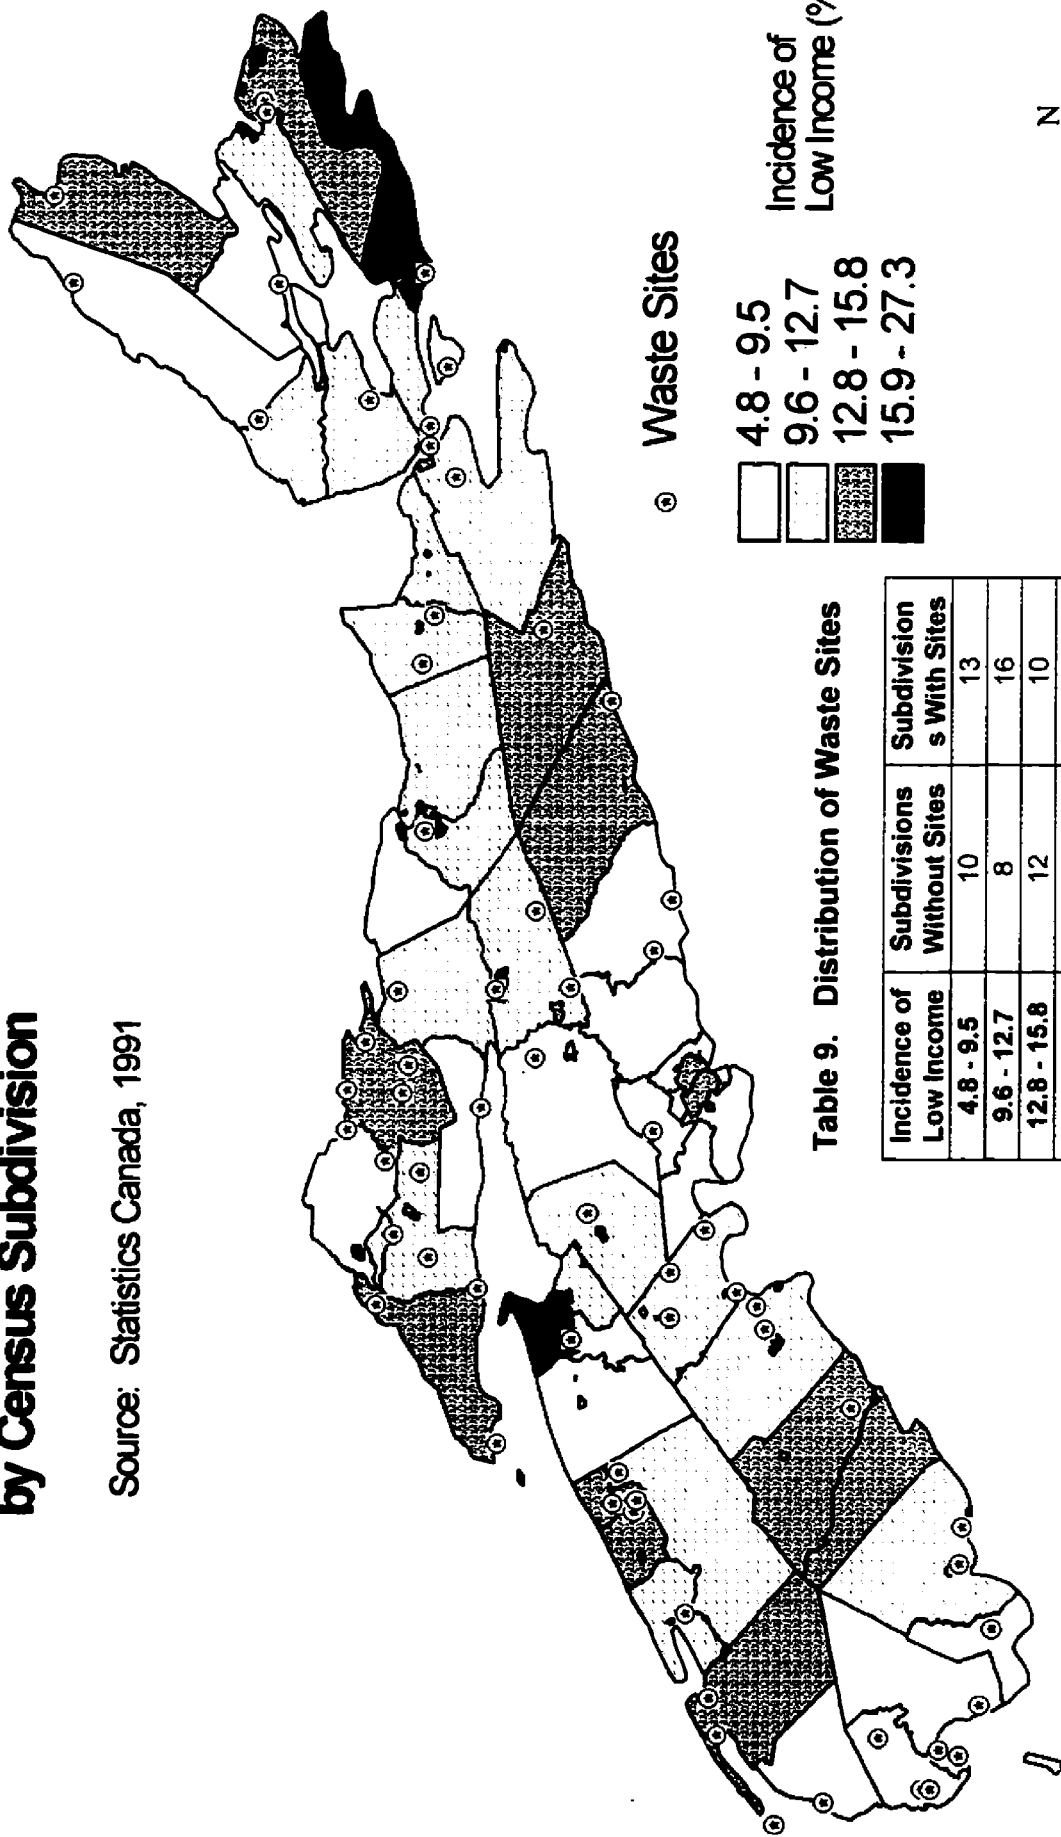 by Census Subdivision
Source: Statistics Canada, 1991
Waste Sites
Incidence of
Low Income (%
4.8 - 9.5
9.6 - 12.7
12.8 - 15.8
15.9 - 27.3
Table 9. Distribution of Waste Sites
Incidence of Low Income | Subdivisions Without Sites | Subdivision s With Sites
4.8 - 9.5 | 10 | 13
9.6 - 12.7 | 8 | 16
12.8 - 15.8 | 12 | 10
N